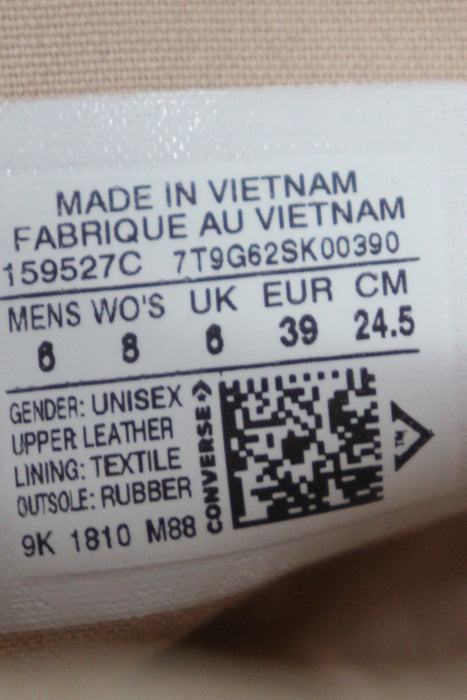 MADE IN VIETNAM
FABRIQUE AU VIETNAM
159527C 7T9G62SK00390
MENS WO'S UK EUR CM
6 8 6 39 24.5
GENDER: UNISEX
UPPER: LEATHER
LINING: TEXTILE
OUTSOLE: RUBBER
9K 1810 M88
CONVERSE
TM